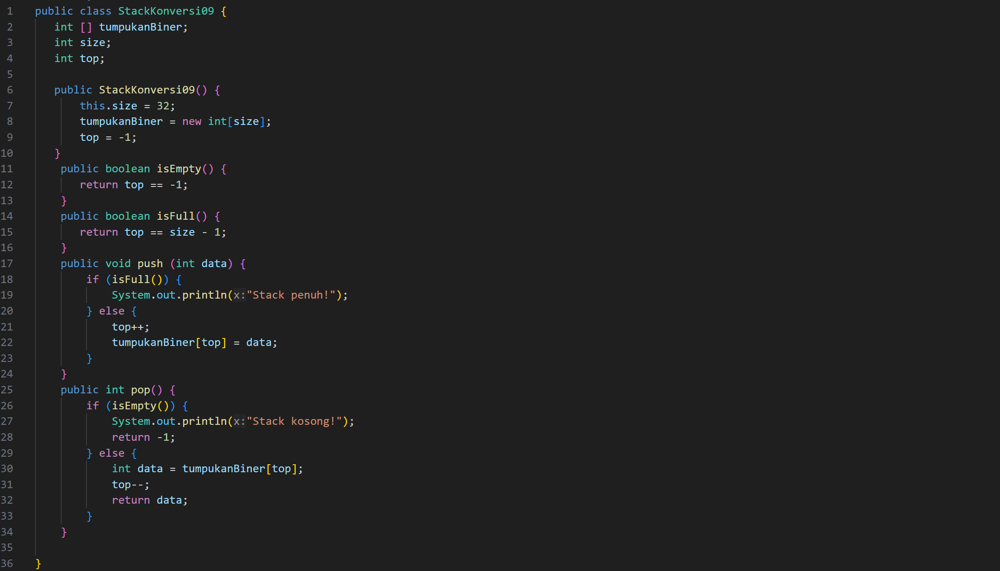 1 public class StackKonversi09 {
2 int [] tumpukanBiner;
3 int size;
4 int top;
5
6 public StackKonversi09() {
7 this.size = 32;
8 tumpukanBiner = new int[size];
9 top = -1;
10 }
11 public boolean isEmpty() {
12 return top == -1;
13 }
14 public boolean isFull() {
15 return top == size - 1;
16 }
17 public void push (int data) {
18 if (isFull()) {
19 System.out.println(x:"Stack penuh!");
20 } else {
21 top++;
22 tumpukanBiner[top] = data;
23 }
24 }
25 public int pop() {
26 if (isEmpty()) {
27 System.out.println(x:"Stack kosong!");
28 return -1;
29 } else {
30 int data = tumpukanBiner[top];
31 top--;
32 return data;
33 }
34 }
35
36 }